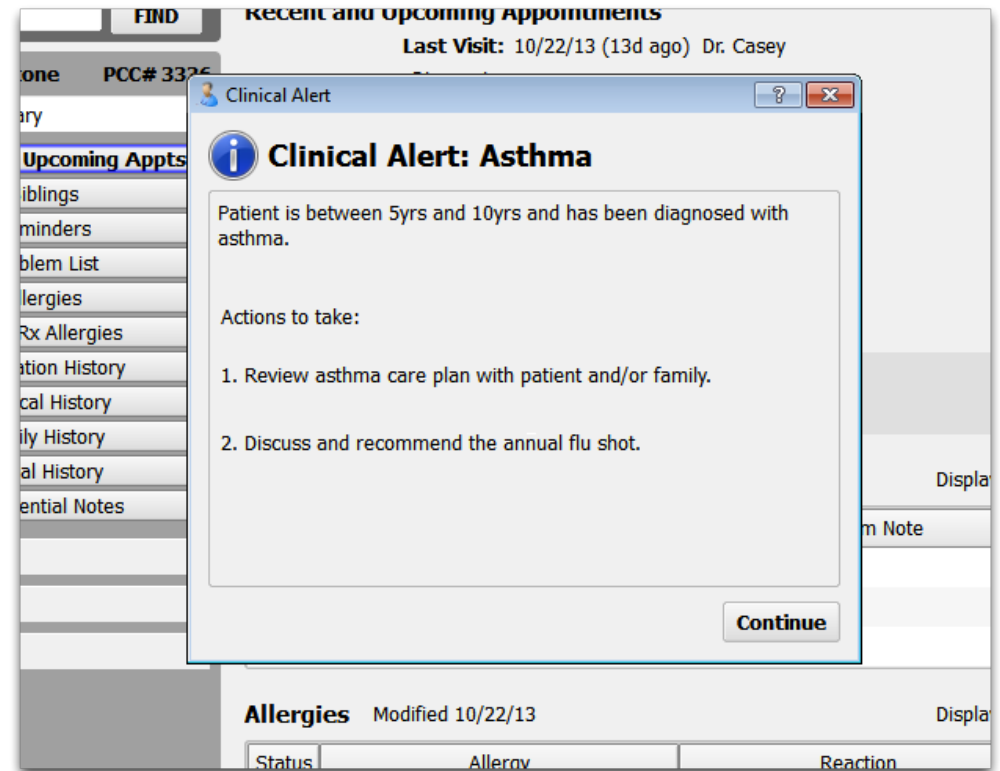 FIND
Recent and Upcoming Appointments
Last Visit: 10/22/13 (13d ago) Dr. Casey
PCC# 3326
Upcoming Appts
Clinical Alert
Clinical Alert: Asthma
Patient is between 5yrs and 10yrs and has been diagnosed with
asthma.
Actions to take:
1. Review asthma care plan with patient and/or family.
2. Discuss and recommend the annual flu shot.
Continue
iblings
minders
blem List
lergies
Rx Allergies
ation History
cal History
ily History
al History
ential Notes
Displa
m Note
Allergies Modified 10/22/13
Displa
Status Allergy Reaction